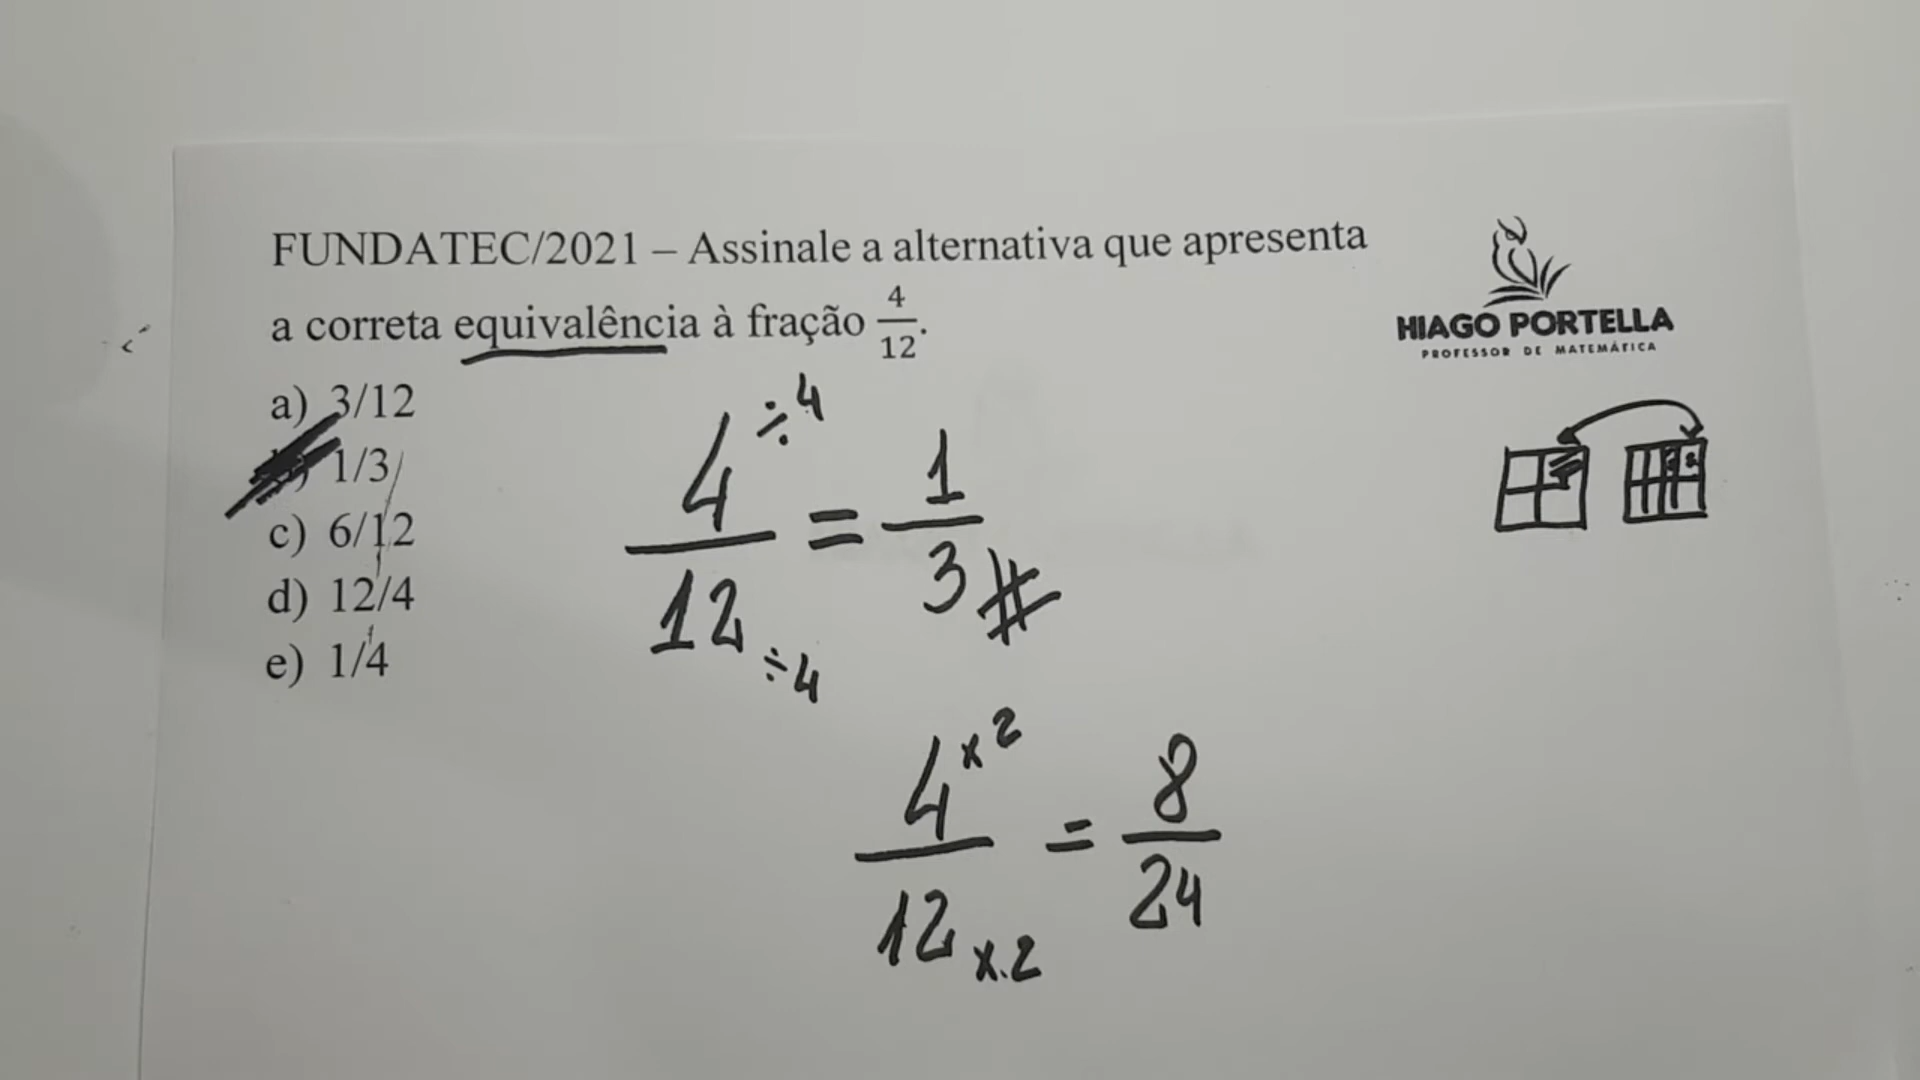 FUNDATEC/2021 – Assinale a alternativa que apresenta
a correta equivalência à fração 4/12.
HIAGO PORTELLA
PROFESSOR DE MATEMÁTICA
a) 3/12
1/3
c) 6/12
d) 12/4
e) 1/4
4 ÷4 / 12 ÷4 = 1/3 #
4 x2 / 12 x.2 = 8/24